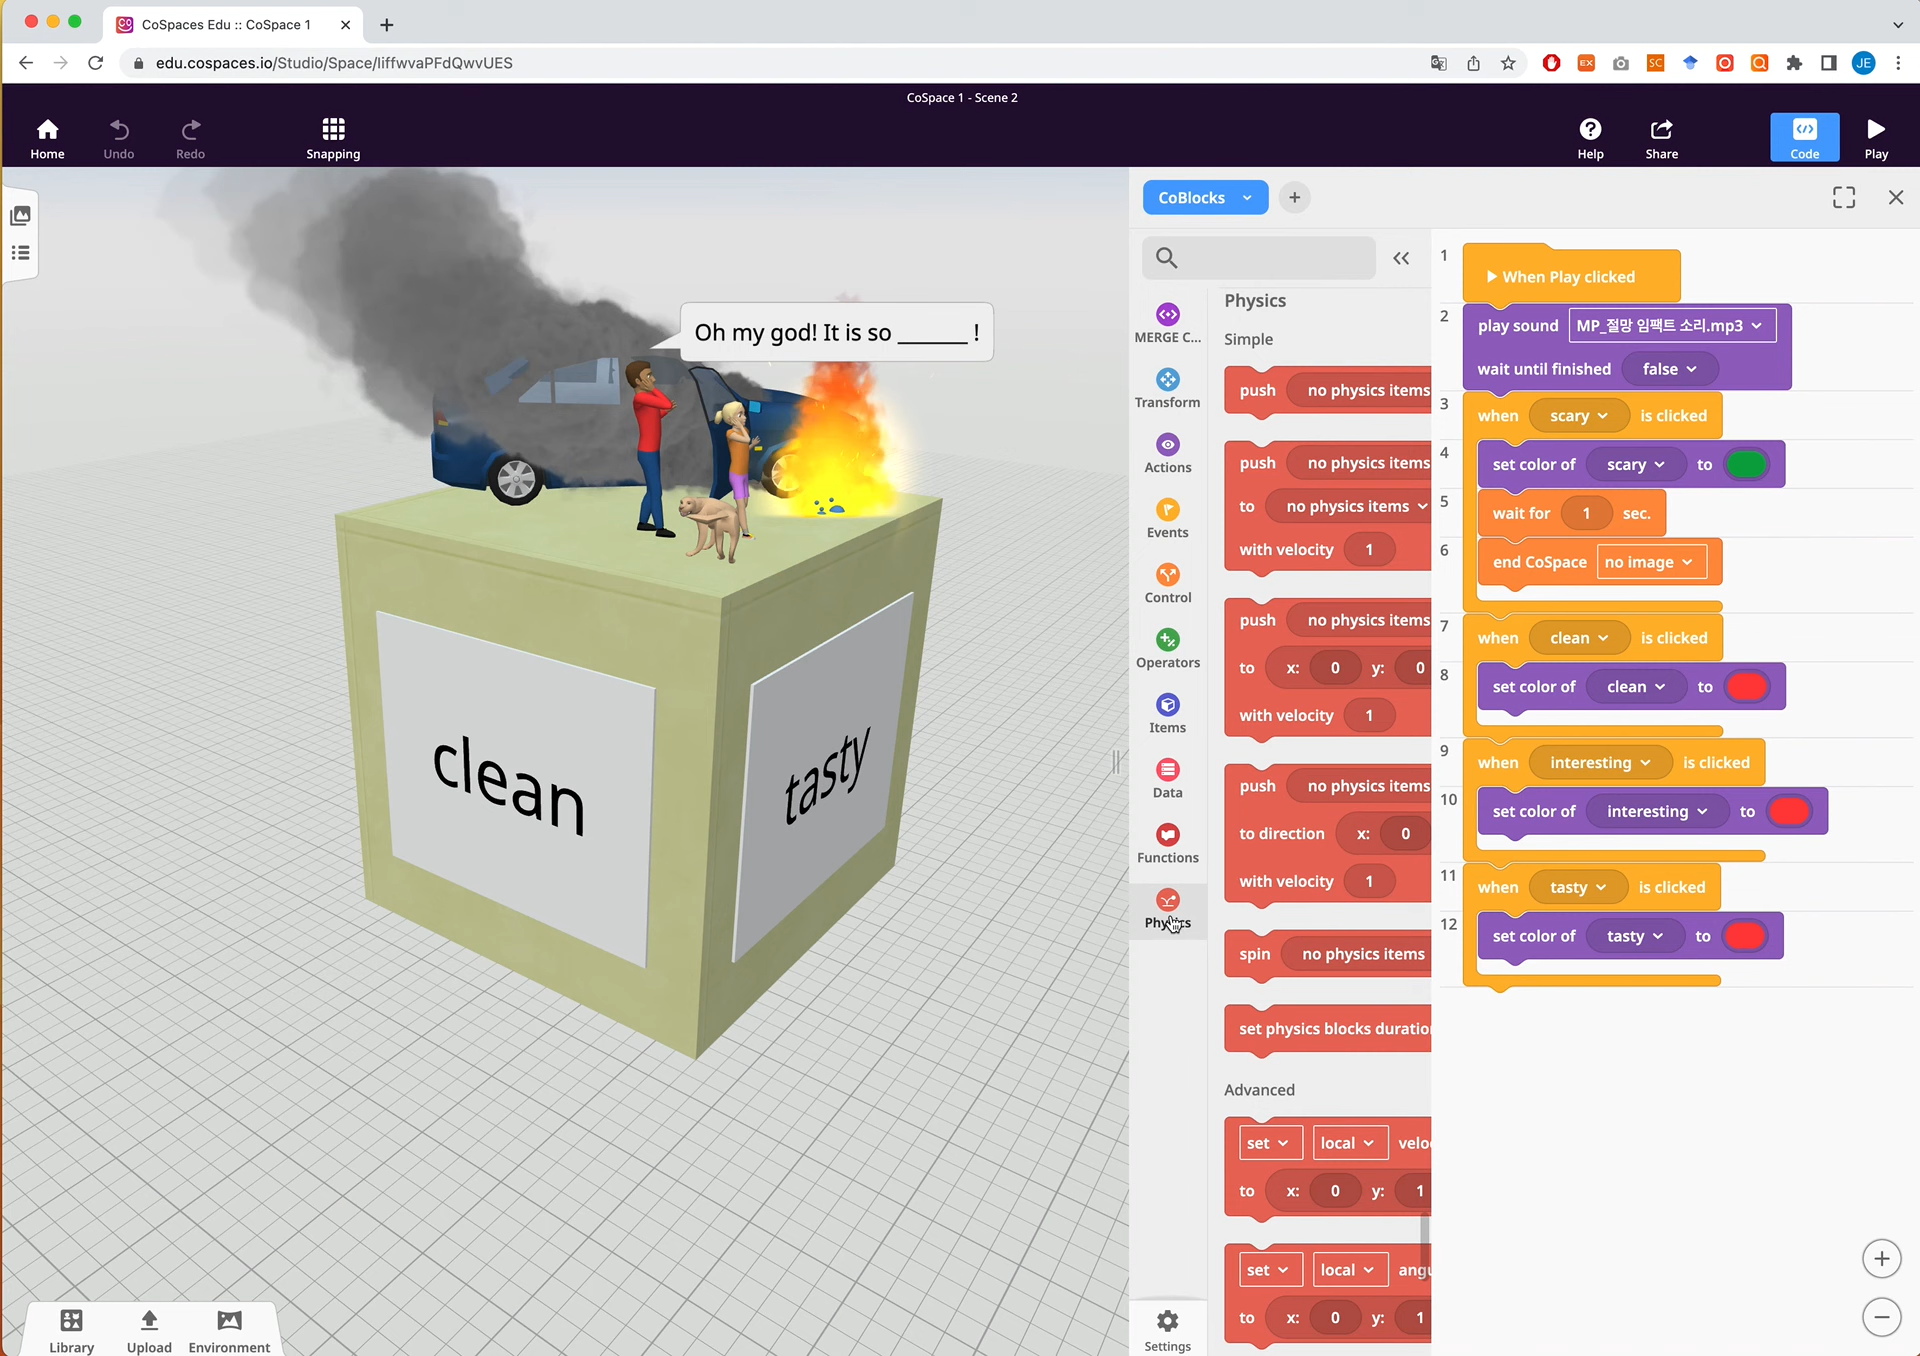 CoSpaces Edu :: CoSpace 1
edu.cospaces.io/Studio/Space/liffwvaPFdQwvUES
EX
SC
JE
CoSpace 1 - Scene 2
Home
Undo
Redo
Snapping
Help
Share
Code
Play
Oh my god! It is so ______ !
clean
tasty
Library
Upload
Environment
CoBlocks
MERGE C...
Transform
Actions
Events
Control
Operators
Items
Data
Functions
Physics
Settings
Physics
Simple
push no physics items
push no physics items
to no physics items
with velocity 1
push no physics items
to x: 0 y: 0
with velocity 1
push no physics items
to direction x: 0
with velocity 1
spin no physics items
set physics blocks duratio
Advanced
set local velo
to x: 0 y: 1
set local angu
to x: 0 y: 1
1 When Play clicked
2 play sound MP_절망 임팩트 소리.mp3
wait until finished false
3 when scary is clicked
4 set color of scary to
5 wait for 1 sec.
6 end CoSpace no image
7 when clean is clicked
8 set color of clean to
9 when interesting is clicked
10 set color of interesting to
11 when tasty is clicked
12 set color of tasty to